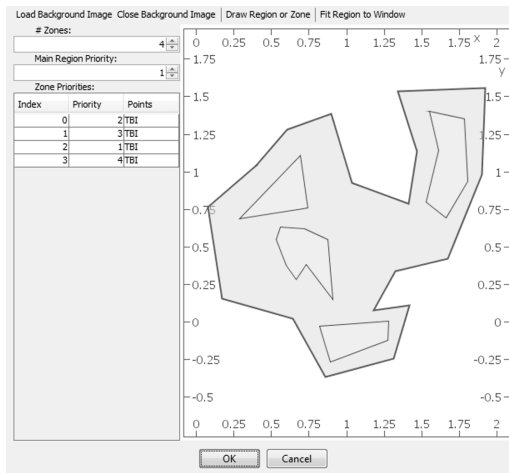 Load Background Image Close Background Image Draw Region or Zone Fit Region to Window
# Zones:
4
Main Region Priority:
1
Zone Priorities:
Index Priority Points
0 2 TBI
1 3 TBI
2 1 TBI
3 4 TBI
0 0.25 0.5 0.75 1 1.25 1.5 1.75 x 2
1.75 y
1.5 1.5
1.25 1.25
1 1
0.75 0.75
0.5 0.5
0.25 0.25
0 0
-0.25 -0.25
-0.5 -0.5
0 0.25 0.5 0.75 1 1.25 1.5 1.75 2
OK Cancel